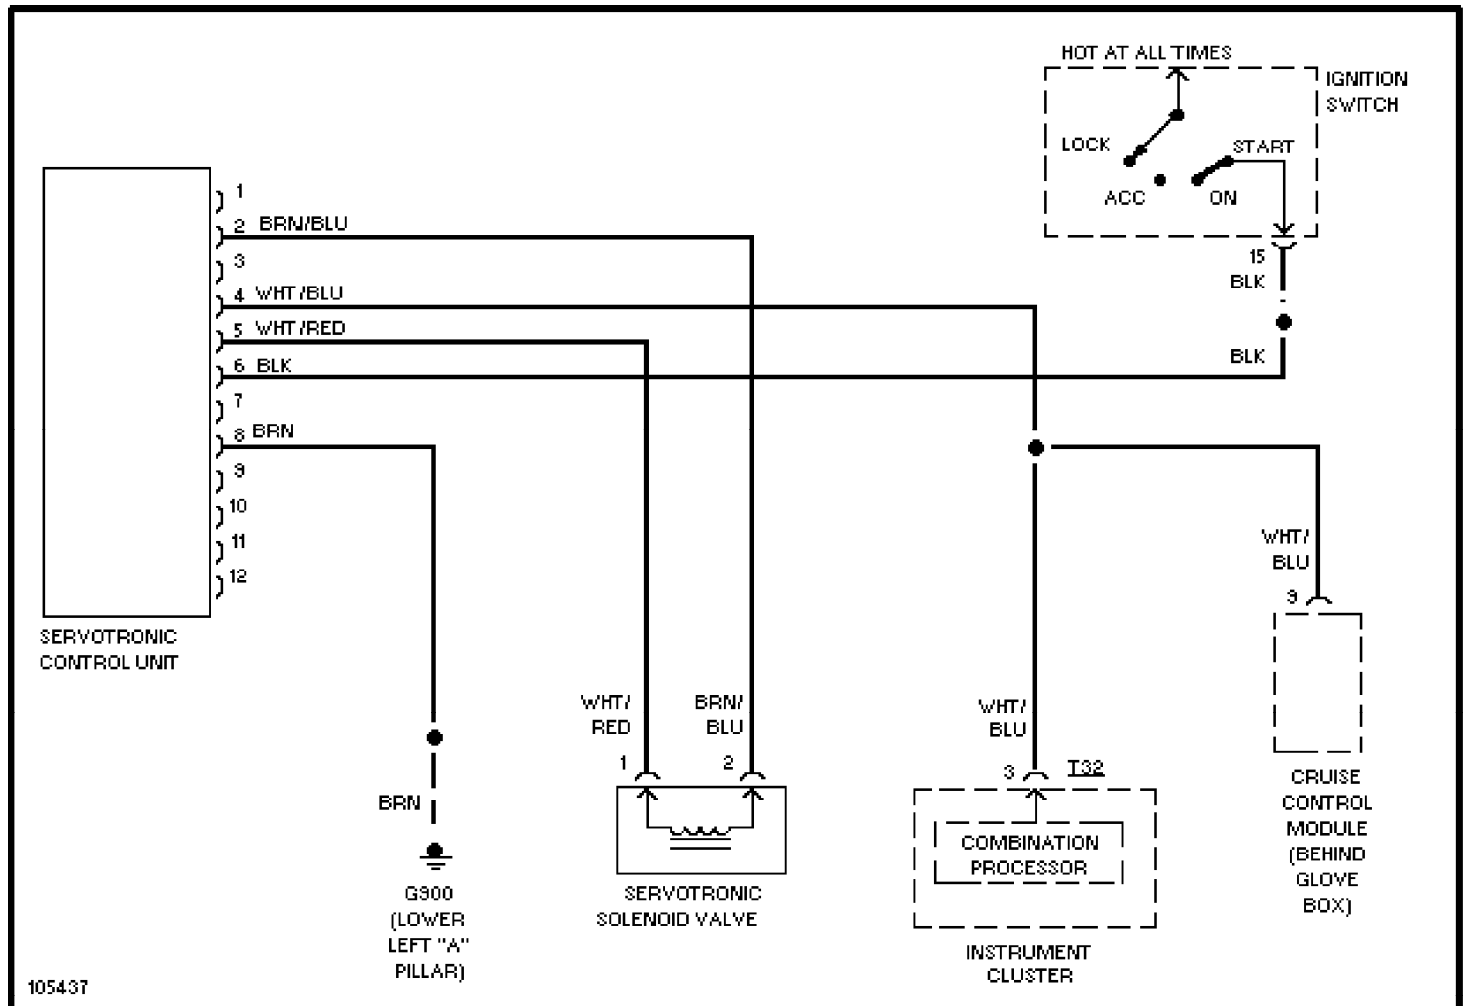 HOT AT ALL TIMES
IGNITION
SWITCH
LOCK
START
ACC
ON
15
BLK
BLK
1
2 BRN/BLU
3
4 WHT/BLU
5 WHT/RED
6 BLK
7
8 BRN
9
10
11
12
SERVOTRONIC
CONTROL UNIT
WHT/
BLU
9
WHT/
RED
BRN/
BLU
WHT/
BLU
1
2
3
T32
BRN
COMBINATION
PROCESSOR
CRUISE
CONTROL
MODULE
(BEHIND
GLOVE
BOX)
G900
(LOWER
LEFT "A"
PILLAR)
SERVOTRONIC
SOLENOID VALVE
INSTRUMENT
CLUSTER
105437